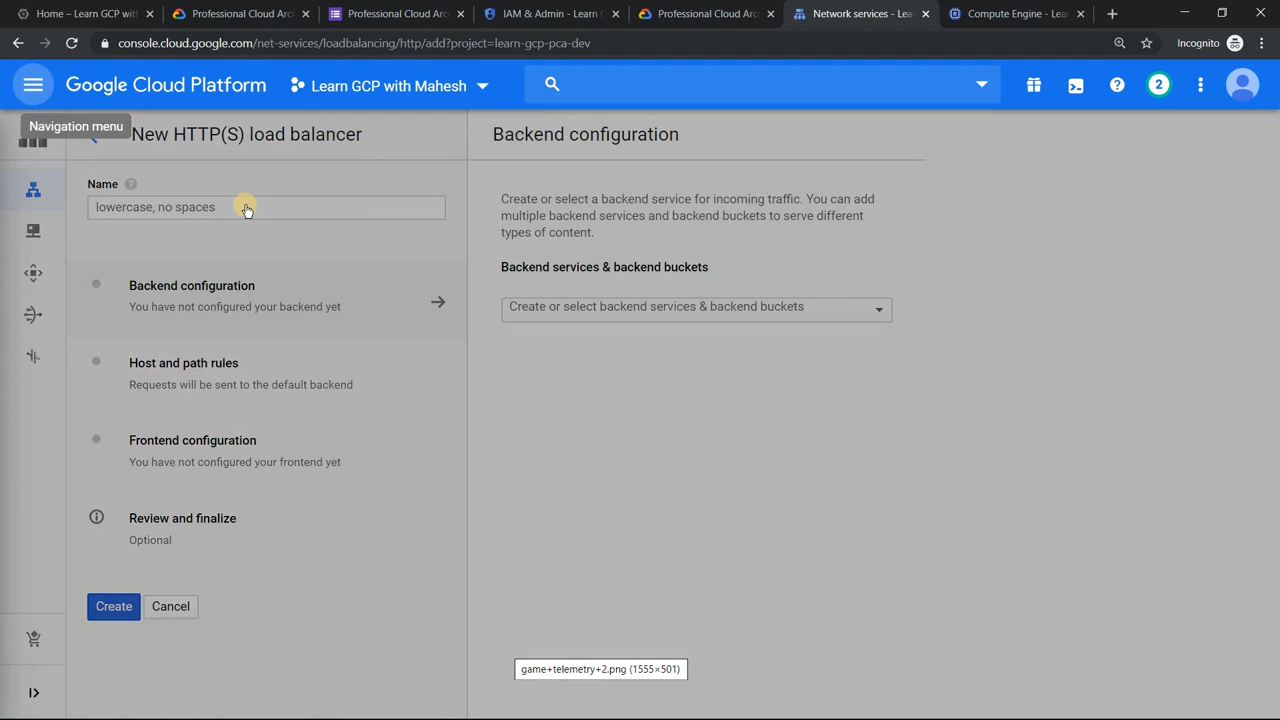 Home – Learn GCP with
Professional Cloud Arc
Professional Cloud Arc
IAM & Admin - Learn G
Professional Cloud Arc
Network services - Lea
Compute Engine - Lear
console.cloud.google.com/net-services/loadbalancing/http/add?project=learn-gcp-pca-dev
Incognito
Google Cloud Platform
Learn GCP with Mahesh
2
Navigation menu
New HTTP(S) load balancer
Backend configuration
Name
lowercase, no spaces
Create or select a backend service for incoming traffic. You can add
multiple backend services and backend buckets to serve different
types of content.
Backend services & backend buckets
Create or select backend services & backend buckets
Backend configuration
You have not configured your backend yet
Host and path rules
Requests will be sent to the default backend
Frontend configuration
You have not configured your frontend yet
Review and finalize
Optional
Create
Cancel
game+telemetry+2.png (1555×501)